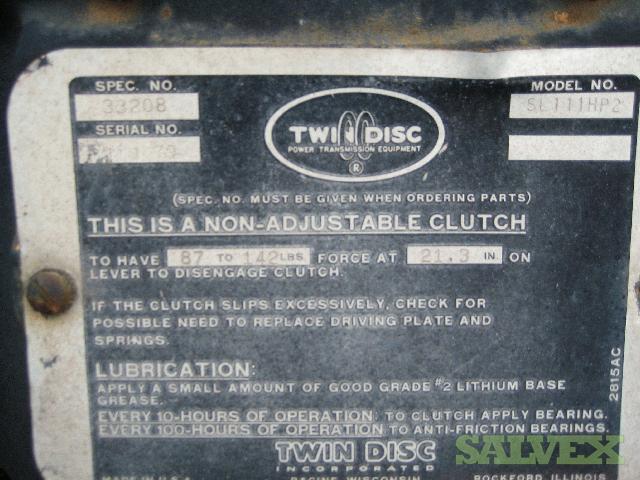 SPEC. NO.
33208
MODEL NO.
SL111HP2
SERIAL NO.
TWIN DISC
POWER TRANSMISSION EQUIPMENT
®
(SPEC. NO. MUST BE GIVEN WHEN ORDERING PARTS)
THIS IS A NON-ADJUSTABLE CLUTCH
TO HAVE 87 TO 142 LBS FORCE AT 21.3 IN. ON
LEVER TO DISENGAGE CLUTCH.
IF THE CLUTCH SLIPS EXCESSIVELY, CHECK FOR
POSSIBLE NEED TO REPLACE DRIVING PLATE AND
SPRINGS.
LUBRICATION:
APPLY A SMALL AMOUNT OF GOOD GRADE #2 LITHIUM BASE
GREASE.
EVERY 10-HOURS OF OPERATION: TO CLUTCH APPLY BEARING.
EVERY 100-HOURS OF OPERATION TO ANTI-FRICTION BEARINGS.
2815AC
TWIN DISC
INCORPORATED
MADE IN U.S.A.
RACINE, WISCONSIN
ROCKFORD, ILLINOIS
SALVEX